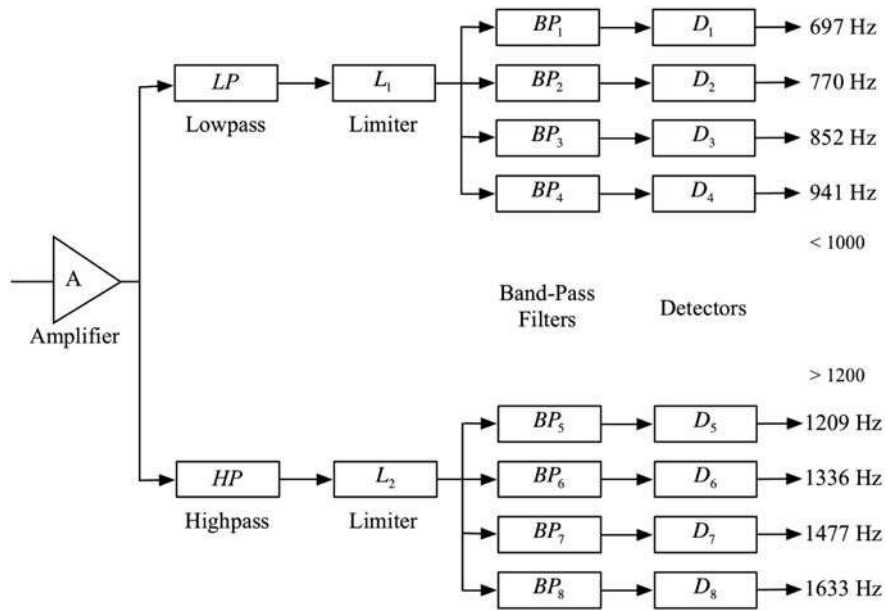 BP₁ D₁ 697 Hz
LP L₁ BP₂ D₂ 770 Hz
Lowpass Limiter BP₃ D₃ 852 Hz
BP₄ D₄ 941 Hz
< 1000
A
Amplifier
Band-Pass
Filters
Detectors
> 1200
BP₅ D₅ 1209 Hz
HP L₂ BP₆ D₆ 1336 Hz
Highpass Limiter BP₇ D₇ 1477 Hz
BP₈ D₈ 1633 Hz